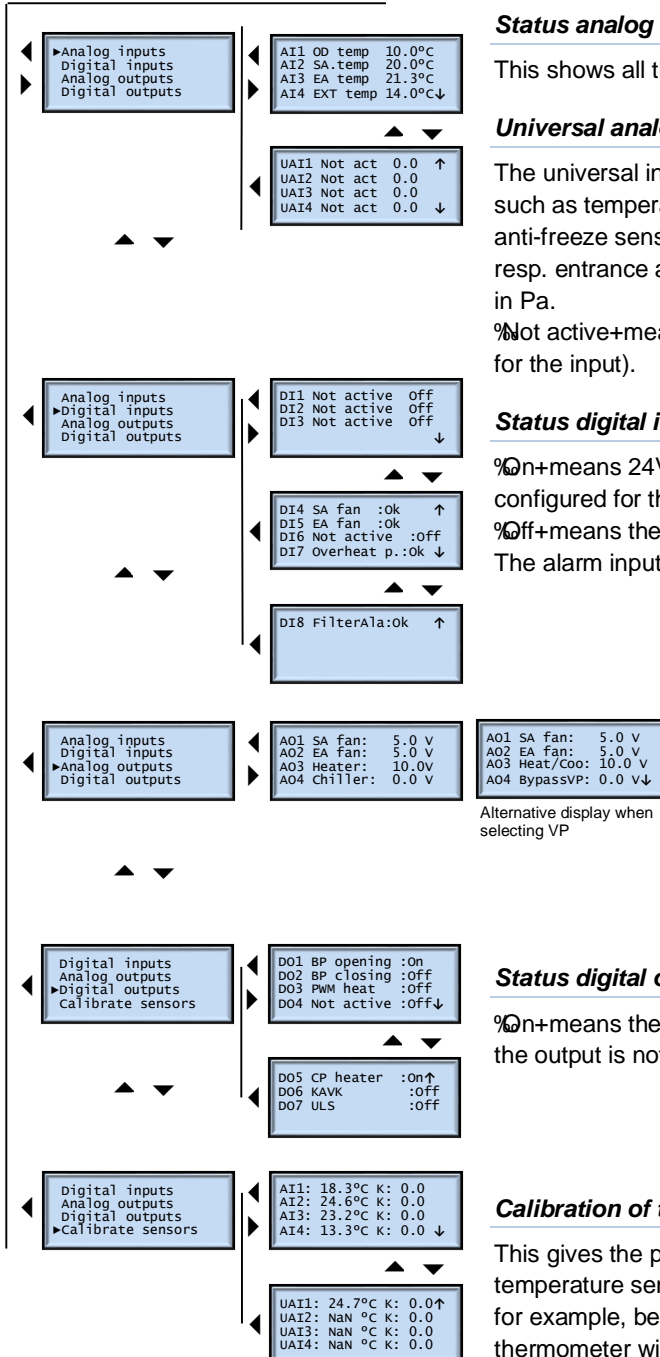 ►Analog inputs
Digital inputs
Analog outputs
Digital outputs
AI1 OD temp 10.0ºC
AI2 SA.temp 20.0ºC
AI3 EA temp 21.3ºC
AI4 EXT temp 14.0ºC↓
UAI1 Not act 0.0 ↑
UAI2 Not act 0.0
UAI3 Not act 0.0
UAI4 Not act 0.0 ↓
Status analog
This shows all t
Universal analo
The universal in
such as tempera
anti-freeze sens
resp. entrance a
in Pa.
‰Not active+mea
for the input).
Analog inputs
►Digital inputs
Analog outputs
Digital outputs
DI1 Not active Off
DI2 Not active Off
DI3 Not active Off
↓
DI4 SA fan :Ok ↑
DI5 EA fan :Ok
DI6 Not active :Off
DI7 Overheat p.:Ok ↓
DI8 FilterAla:Ok ↑
Status digital i
‰On+means 24V
configured for th
‰Off+means the
The alarm input
Analog inputs
Digital inputs
►Analog outputs
Digital outputs
AO1 SA fan: 5.0 V
AO2 EA fan: 5.0 V
AO3 Heater: 10.0V
AO4 Chiller: 0.0 V
AO1 SA fan: 5.0 V
AO2 EA fan: 5.0 V
AO3 Heat/Coo: 10.0 V
AO4 BypassVP: 0.0 V↓
Alternative display when
selecting VP
Digital inputs
Analog outputs
►Digital outputs
Calibrate sensors
DO1 BP opening :On
DO2 BP closing :Off
DO3 PWM heat :Off
DO4 Not active :Off↓
DO5 CP heater :On↑
DO6 KAVK :Off
DO7 ULS :Off
Status digital o
‰On+means the
the output is not
Digital inputs
Analog outputs
Digital outputs
►Calibrate sensors
AI1: 18.3ºC K: 0.0
AI2: 24.6ºC K: 0.0
AI3: 23.2ºC K: 0.0
AI4: 13.3ºC K: 0.0 ↓
UAI1: 24.7ºC K: 0.0↑
UAI2: NaN ºC K: 0.0
UAI3: NaN ºC K: 0.0
UAI4: NaN ºC K: 0.0
Calibration of t
This gives the p
temperature sen
for example, be
thermometer wi